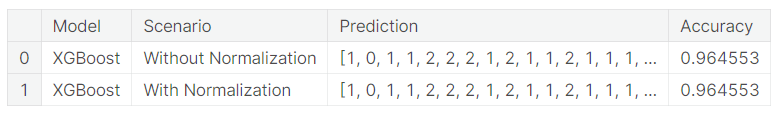 Model Scenario Prediction Accuracy
0 XGBoost Without Normalization [1, 0, 1, 1, 2, 2, 2, 1, 2, 1, 1, 2, 1, 1, 1, ... 0.964553
1 XGBoost With Normalization [1, 0, 1, 1, 2, 2, 2, 1, 2, 1, 1, 2, 1, 1, 1, ... 0.964553